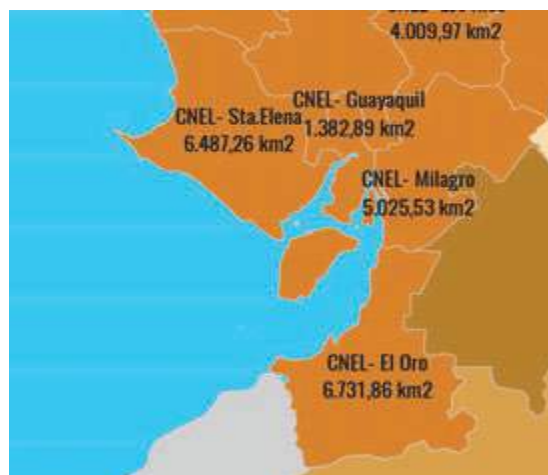 4.009,97 km2
CNEL- Guayaquil
1.382,89 km2
CNEL- Sta.Elena
6.487,26 km2
CNEL- Milagro
5.025,53 km2
CNEL- El Oro
6.731,86 km2